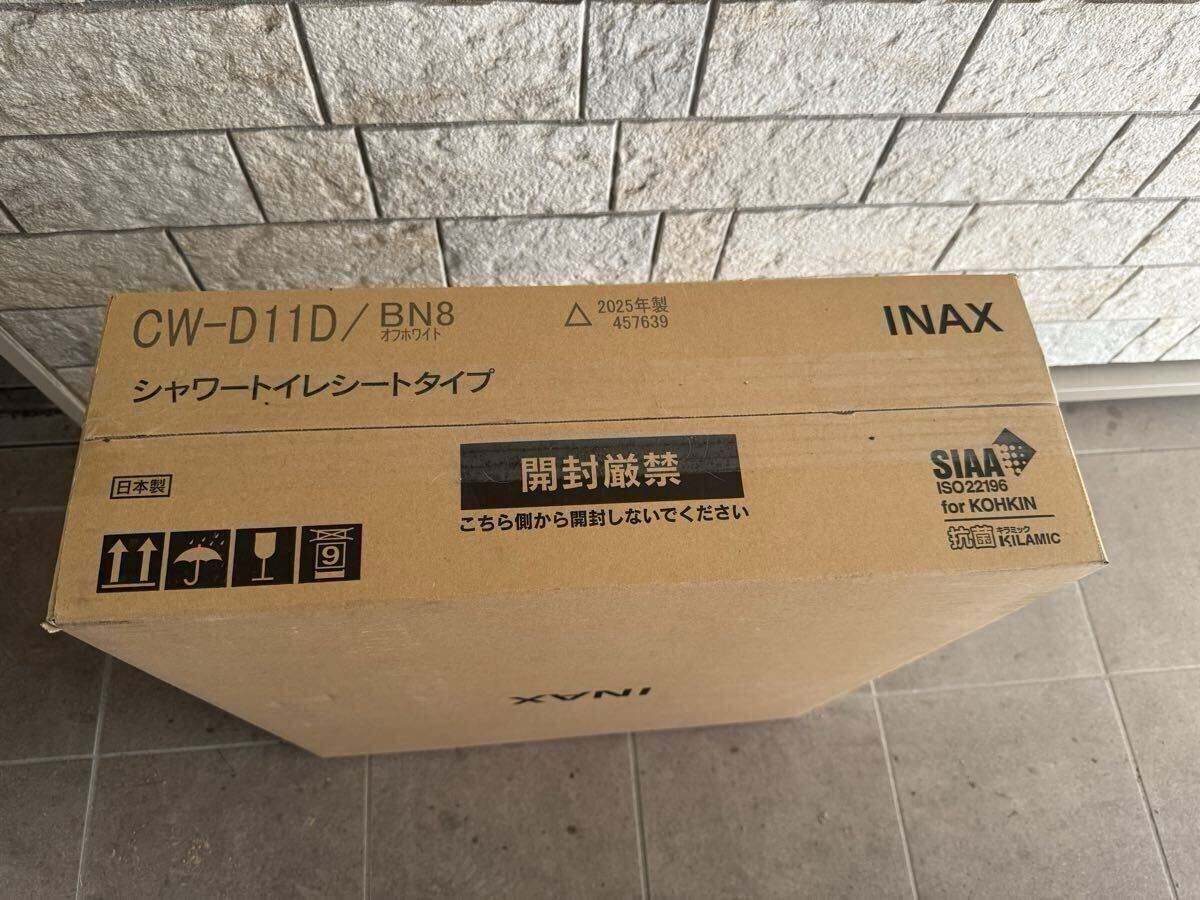 CW-D11D/BN8
オフホワイト
△ 2025年製
457639
INAX
シャワートイレシートタイプ
日本製
開封厳禁
こちら側から開封しないでください
SIAA
ISO22196
for KOHKIN
抗菌 キラミック KILAMIC
9
INAX